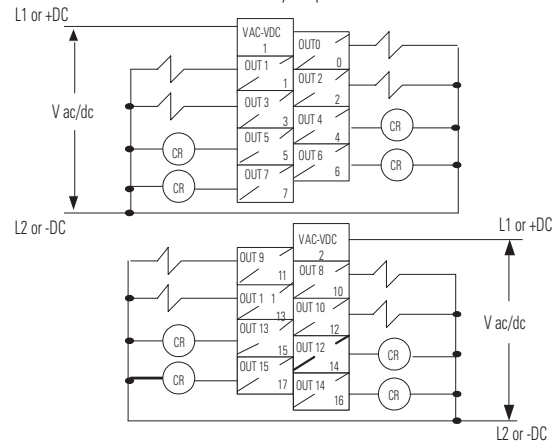 L1 or +DC
VAC-VDC
1
OUT0
0
OUT 1
1
OUT 2
2
OUT 3
3
OUT 4
4
V ac/dc
OUT 5
5
CR
CR
OUT 6
6
CR
CR
OUT 7
7
L2 or -DC
L1 or +DC
VAC-VDC
2
OUT 9
11
OUT 8
10
OUT 1 1
13
OUT 10
12
V ac/dc
OUT 13
15
CR
OUT 12
14
CR
OUT 15
17
CR
OUT 14
16
CR
L2 or -DC